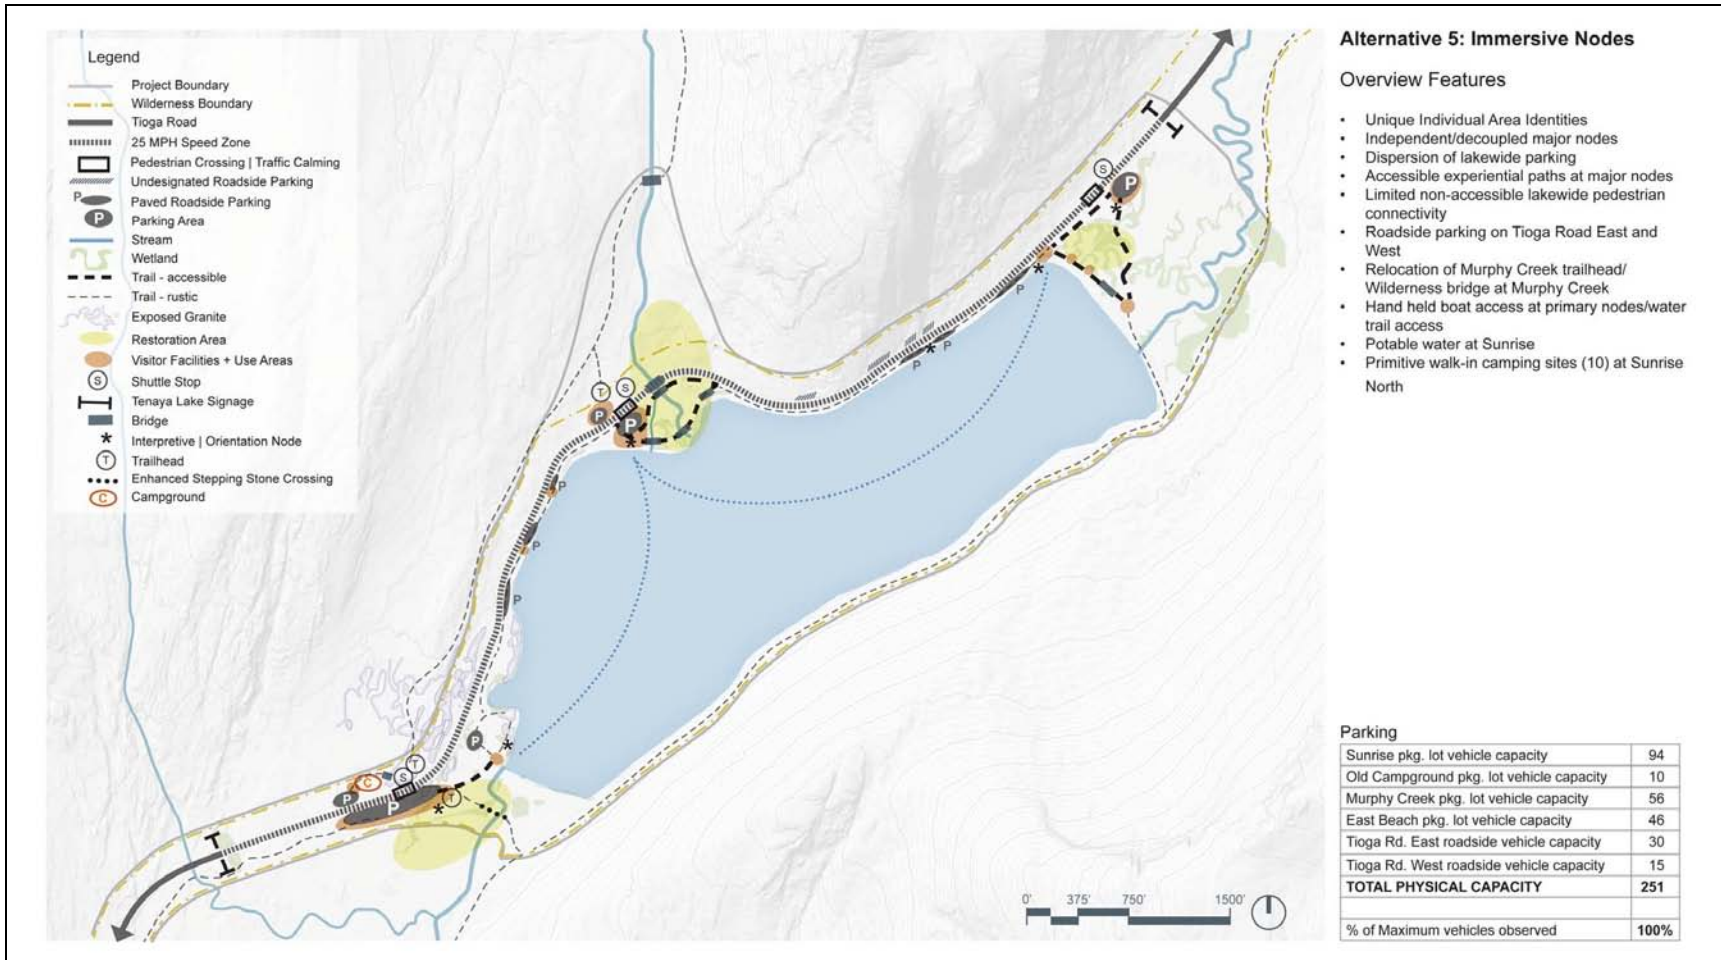 Legend
Project Boundary
Wilderness Boundary
Tioga Road
25 MPH Speed Zone
Pedestrian Crossing | Traffic Calming
Undesignated Roadside Parking
P Paved Roadside Parking
P Parking Area
Stream
Wetland
Trail - accessible
Trail - rustic
Exposed Granite
Restoration Area
Visitor Facilities + Use Areas
S Shuttle Stop
Tenaya Lake Signage
Bridge
* Interpretive | Orientation Node
T Trailhead
Enhanced Stepping Stone Crossing
C Campground
S
P
*
*
P
P
*
P
T
S
P
P
*
P
P
P
P
*
T
S
C
P
P
T
*
0' 375' 750' 1500'
Alternative 5: Immersive Nodes
Overview Features
• Unique Individual Area Identities
• Independent/decoupled major nodes
• Dispersion of lakewide parking
• Accessible experiential paths at major nodes
• Limited non-accessible lakewide pedestrian
connectivity
• Roadside parking on Tioga Road East and
West
• Relocation of Murphy Creek trailhead/
Wilderness bridge at Murphy Creek
• Hand held boat access at primary nodes/water
trail access
• Potable water at Sunrise
• Primitive walk-in camping sites (10) at Sunrise
North
Parking
Sunrise pkg. lot vehicle capacity 94
Old Campground pkg. lot vehicle capacity 10
Murphy Creek pkg. lot vehicle capacity 56
East Beach pkg. lot vehicle capacity 46
Tioga Rd. East roadside vehicle capacity 30
Tioga Rd. West roadside vehicle capacity 15
TOTAL PHYSICAL CAPACITY 251
% of Maximum vehicles observed 100%